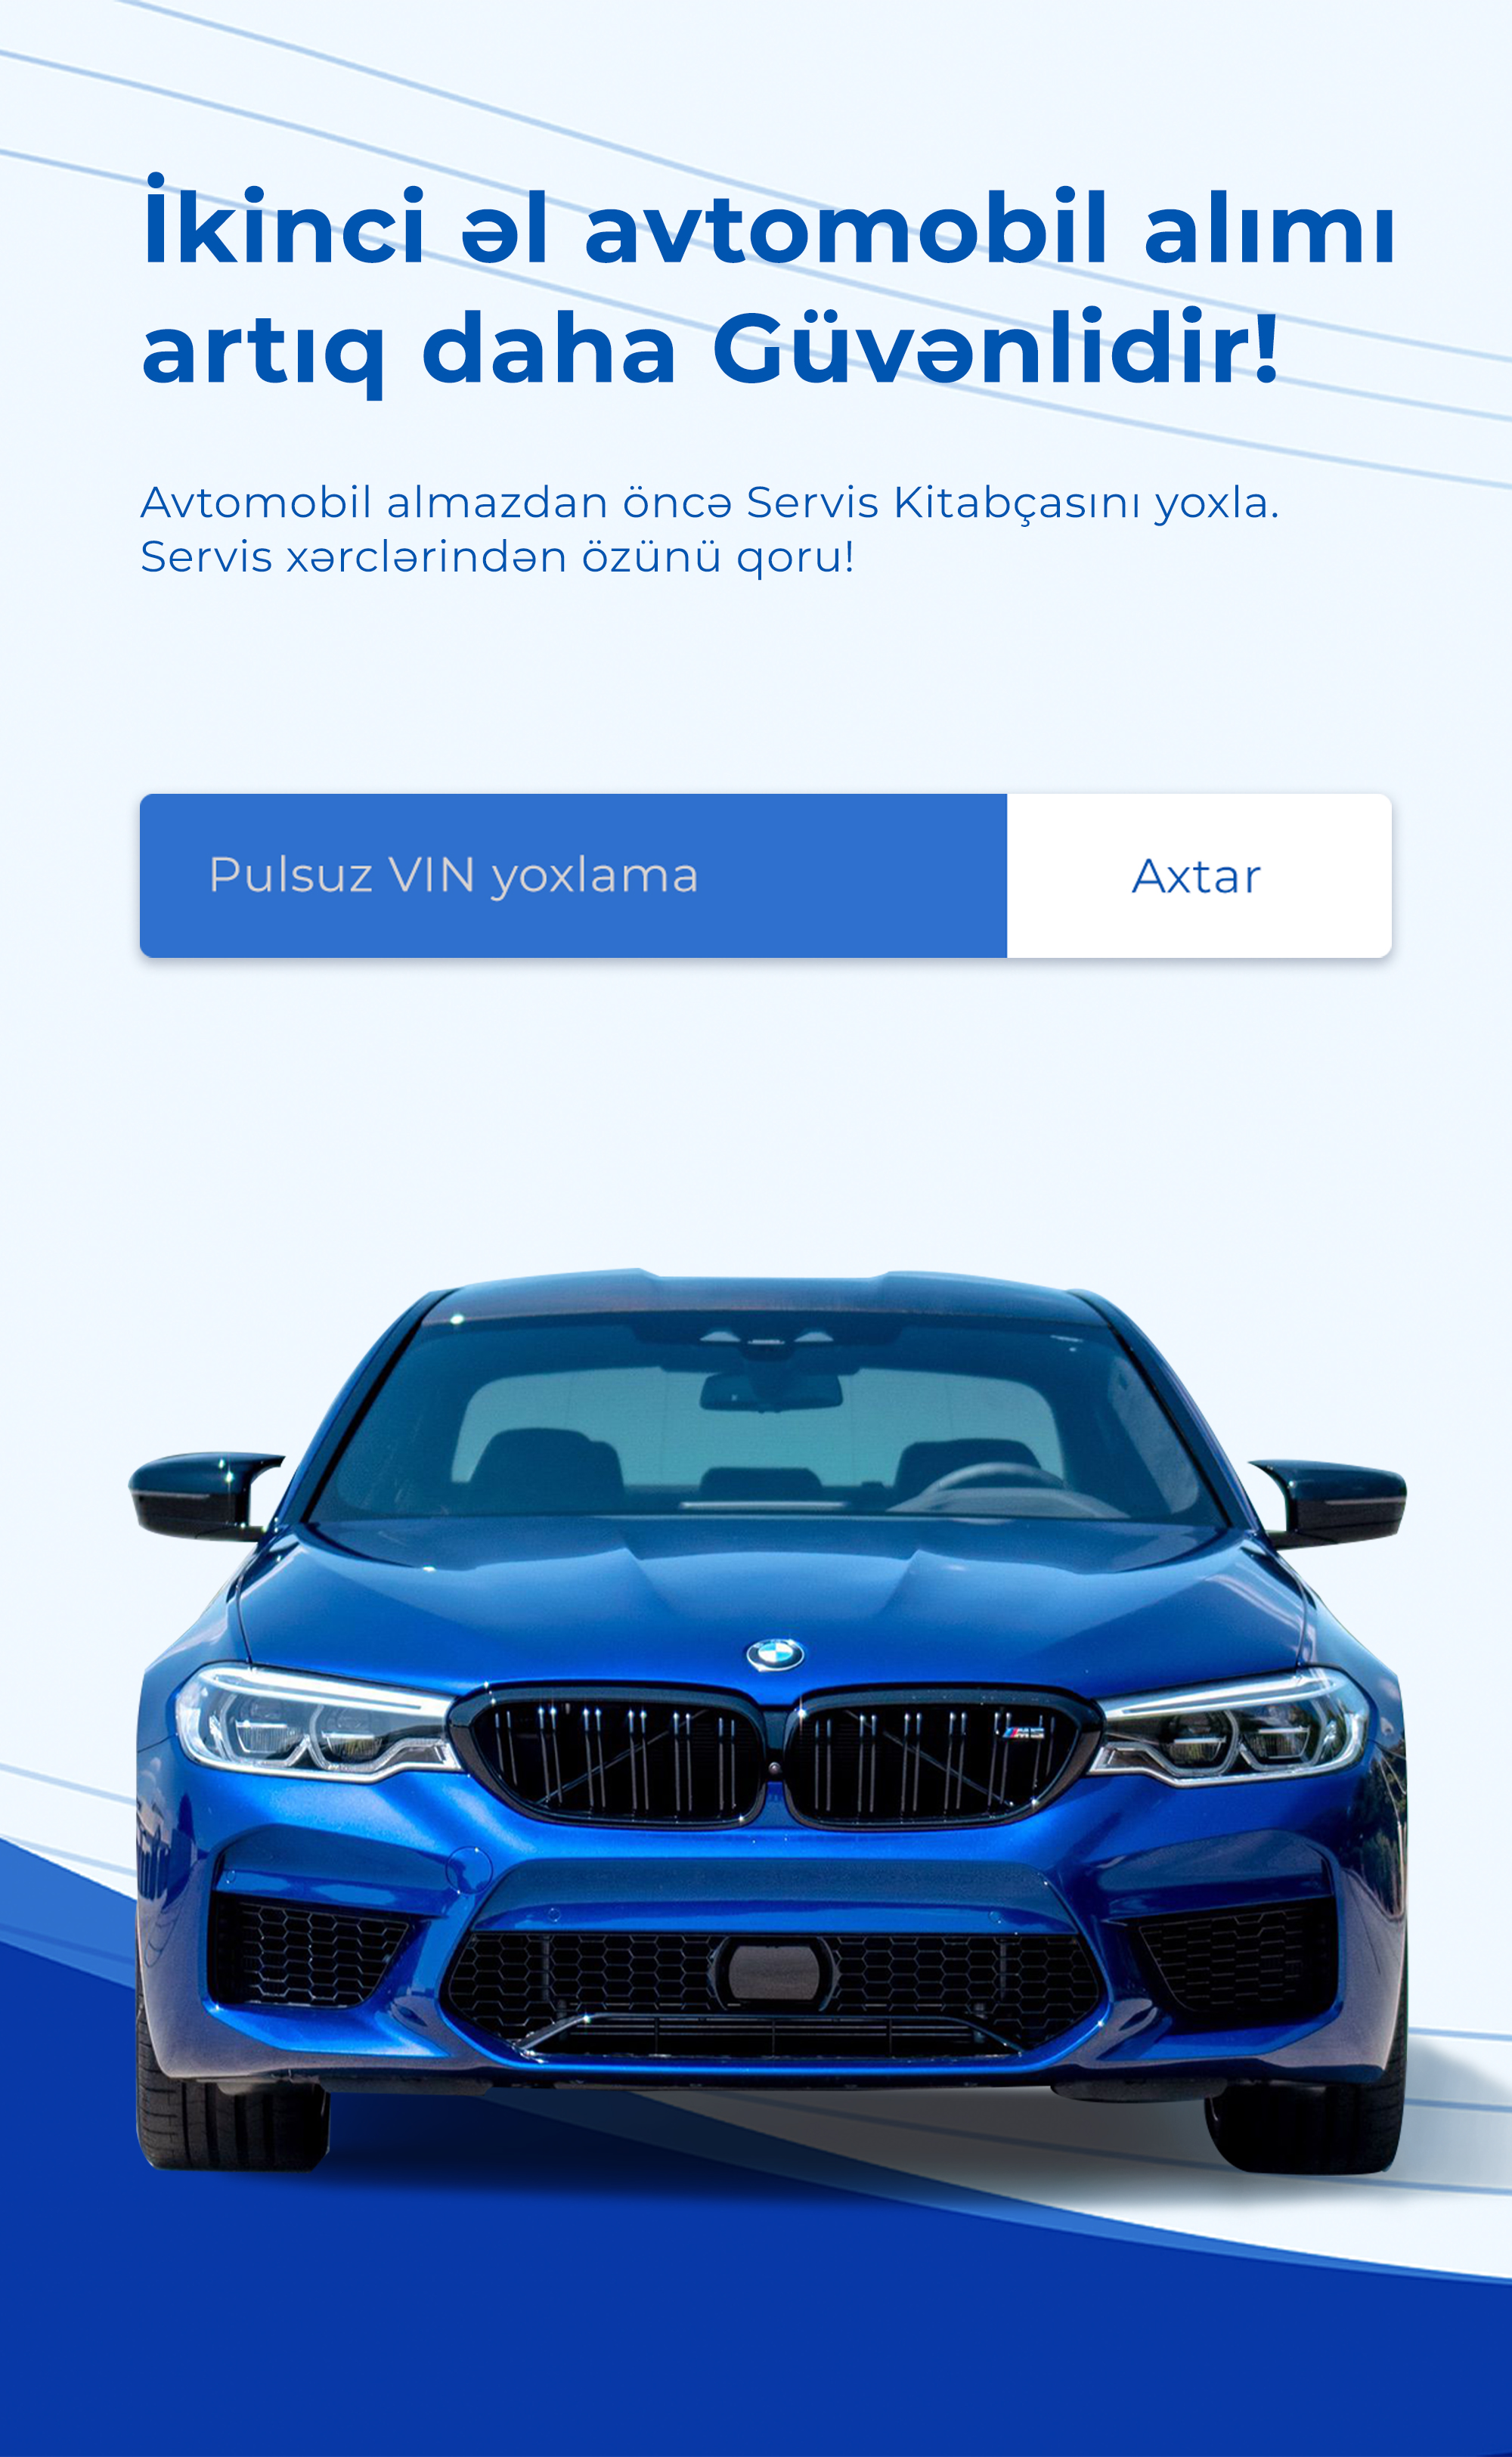 İkinci əl avtomobil alımı
artıq daha Güvənlidir!
Avtomobil almazdan öncə Servis Kitabçasını yoxla.
Servis xərclərindən özünü qoru!
Pulsuz VIN yoxlama
Axtar
M5